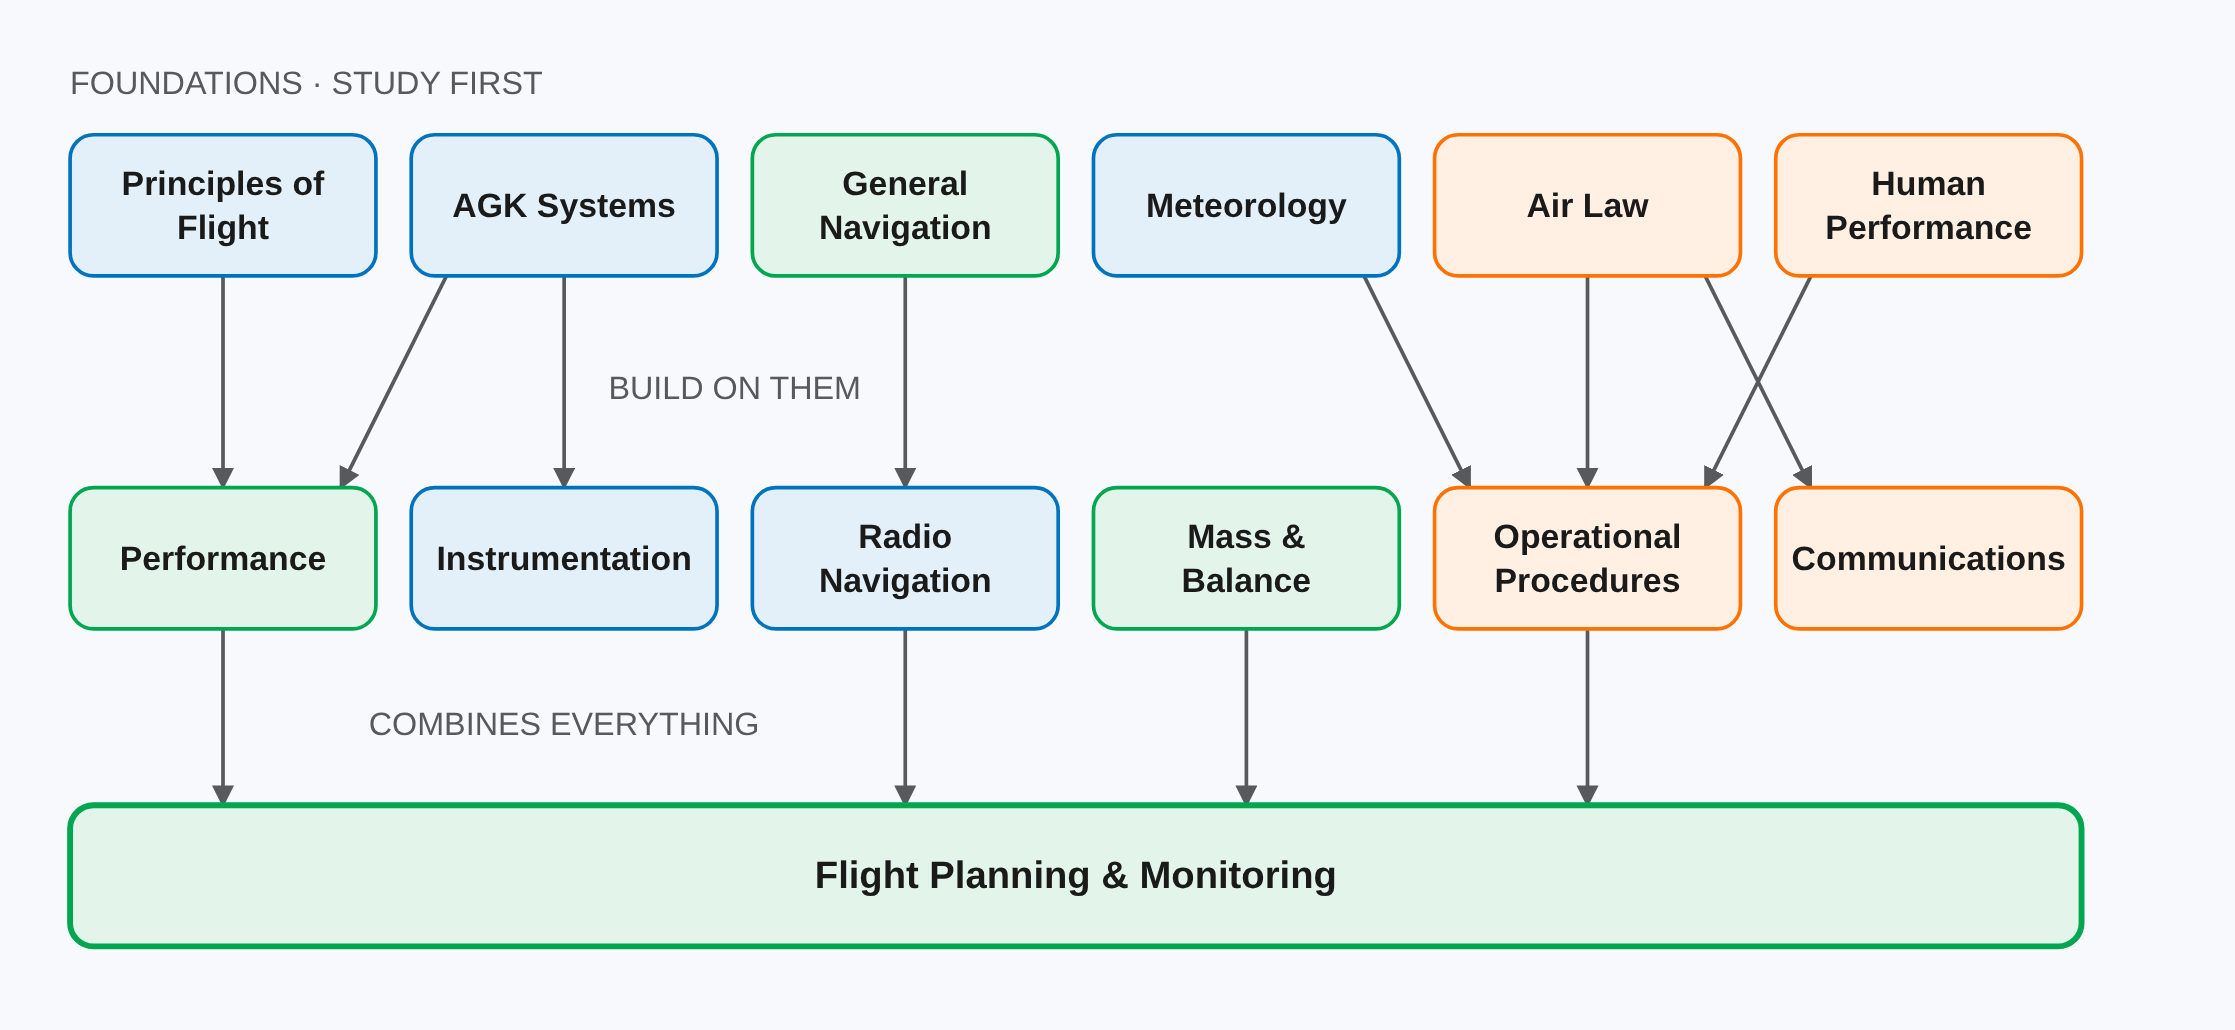 FOUNDATIONS · STUDY FIRST
Principles of
Flight
AGK Systems
General
Navigation
Meteorology
Air Law
Human
Performance
BUILD ON THEM
Performance
Instrumentation
Radio
Navigation
Mass &
Balance
Operational
Procedures
Communications
COMBINES EVERYTHING
Flight Planning & Monitoring